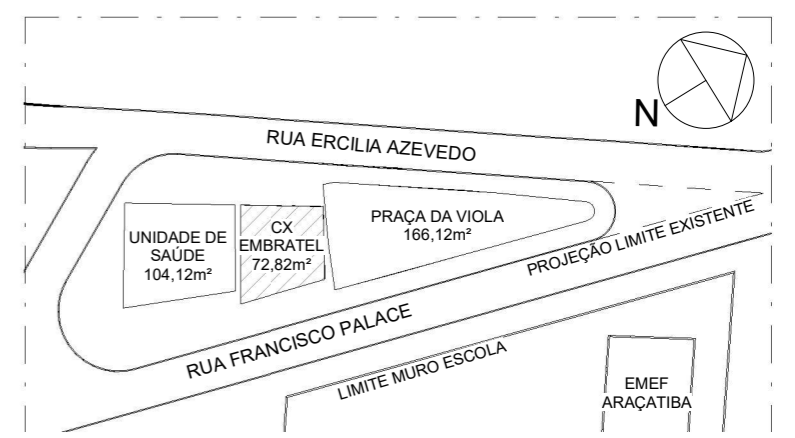 N
RUA ERCILIA AZEVEDO
UNIDADE DE
SAÚDE
104,12m²
CX
EMBRATEL
72,82m²
PRAÇA DA VIOLA
166,12m²
PROJEÇÃO LIMITE EXISTENTE
RUA FRANCISCO PALACE
LIMITE MURO ESCOLA
EMEF
ARAÇATIBA